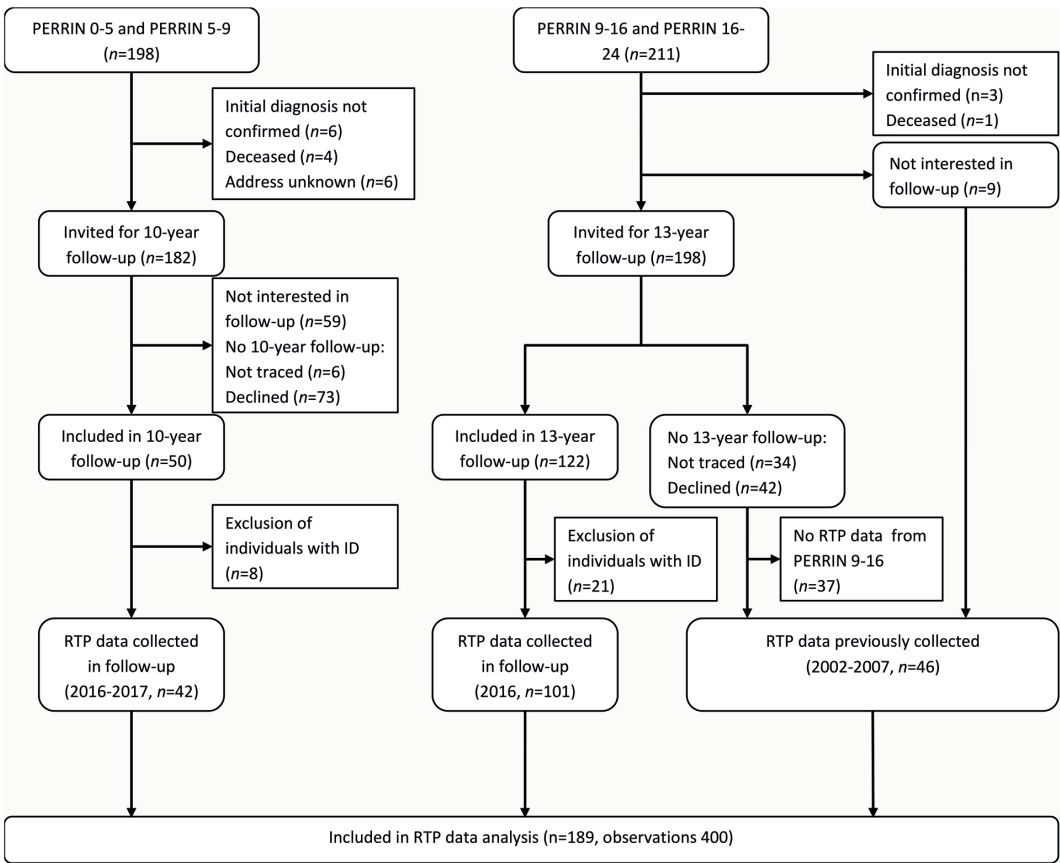 PERRIN 0-5 and PERRIN 5-9
(n=198)
Initial diagnosis not
confirmed (n=6)
Deceased (n=4)
Address unknown (n=6)
Invited for 10-year
follow-up (n=182)
Not interested in
follow-up (n=59)
No 10-year follow-up:
Not traced (n=6)
Declined (n=73)
Included in 10-year
follow-up (n=50)
Exclusion of
individuals with ID
(n=8)
RTP data collected
in follow-up
(2016-2017, n=42)
PERRIN 9-16 and PERRIN 16-
24 (n=211)
Initial diagnosis not
confirmed (n=3)
Deceased (n=1)
Not interested in
follow-up (n=9)
Invited for 13-year
follow-up (n=198)
Included in 13-year
follow-up (n=122)
No 13-year follow-up:
Not traced (n=34)
Declined (n=42)
Exclusion of
individuals with ID
(n=21)
No RTP data from
PERRIN 9-16
(n=37)
RTP data collected
in follow-up
(2016, n=101)
RTP data previously collected
(2002-2007, n=46)
Included in RTP data analysis (n=189, observations 400)